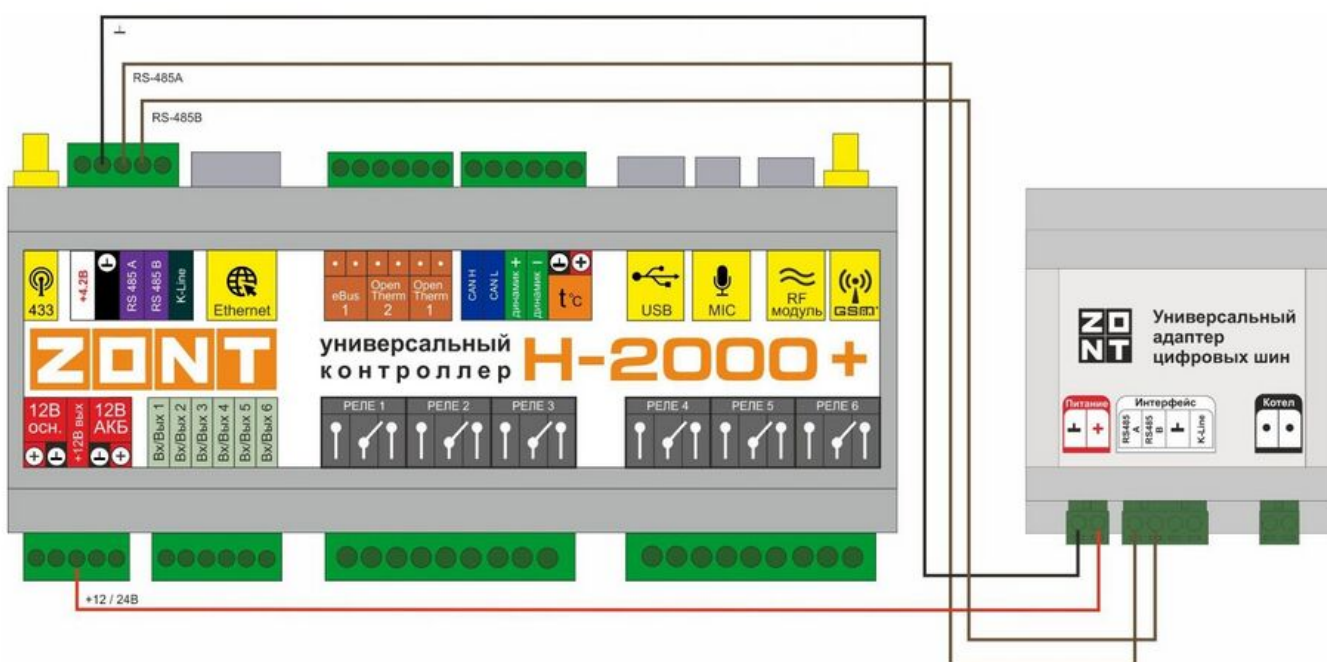 ⊥
RS-485A
RS-485B
433
+4.2В
RS 485 A
RS 485 B
K-Line
Ethernet
eBus
1
Open
Therm
2
Open
Therm
1
CAN H
CAN L
динамик +
динамик –
t°C
USB
MIC
RF
модуль
GSM
ZONT
универсальный
контроллер
H-2000+
12В
осн.
+12В вых
12В
АКБ
Вх/Вых 1
Вх/Вых 2
Вх/Вых 3
Вх/Вых 4
Вх/Вых 5
Вх/Вых 6
РЕЛЕ 1
РЕЛЕ 2
РЕЛЕ 3
РЕЛЕ 4
РЕЛЕ 5
РЕЛЕ 6
+12 / 24В
ZONT
Универсальный
адаптер
цифровых шин
Питание
Интерфейс
RS485
A
RS485
B
K-Line
Котел